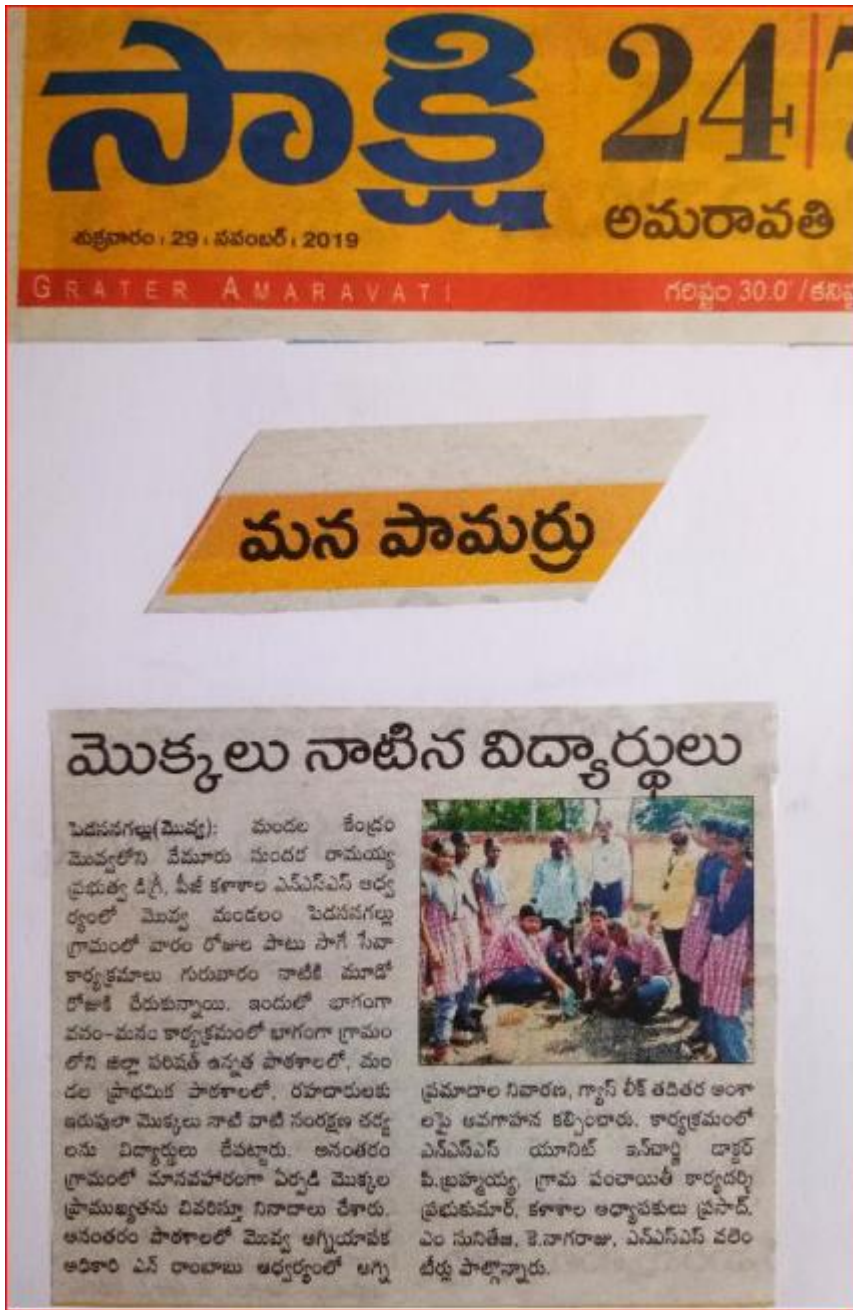 సాక్షి 24|7
శుక్రవారం : 29 : నవంబర్ : 2019
అమరావతి
GRATER AMARAVATI
గరిష్టం 30.0
మన పామర్రు
మొక్కలు నాటిన విద్యార్థులు
పెదసనగల్లు(మొవ్వ): మండల కేంద్రం
మొవ్వలోని వేమూరు సుందర రామయ్య
ప్రభుత్వ డిగ్రీ, పీజీ కళాశాల ఎన్ఎస్ఎస్ ఆధ్వ
ర్యంలో మొవ్వ మండలం పెదసనగల్లు
గ్రామంలో వారం రోజుల పాటు సాగే సేవా
కార్యక్రమాలు గురువారం నాటికి మూడో
రోజుకి చేరుకున్నాయి. ఇందులో భాగంగా
వనం–మనం కార్యక్రమంలో భాగంగా గ్రామం
లోని జిల్లా పరిషత్ ఉన్నత పాఠశాలలో, మం
డల ప్రాథమిక పాఠశాలలో, రహదారులకు
ఇరువులా మొక్కలు నాటి వాటి సంరక్షణ చర్య
లను విద్యార్థులు చేపట్టారు. అనంతరం
గ్రామంలో మానవహారంగా ఏర్పడి మొక్కల
ప్రాముఖ్యతను వివరిస్తూ నినాదాలు చేశారు.
అనంతరం పాఠశాలలో మొవ్వ అగ్నిమాపక
అధికారి ఎన్ రాంబాబు ఆధ్వర్యంలో అగ్ని
ప్రమాదాల నివారణ, గ్యాస్ లీక్ తదితర అంశా
లపై అవగాహన కల్పించారు. కార్యక్రమంలో
ఎన్ఎస్ఎస్ యూనిట్ ఇన్‌చార్జి డాక్టర్
పి.బ్రహ్మయ్య, గ్రామ పంచాయితీ కార్యదర్శి
ప్రభుకుమార్, కళాశాల అధ్యాపకులు ప్రసాద్,
ఎం సునితేజ, కె.నాగరాజు, ఎన్ఎస్ఎస్ వలెం
టీర్లు పాల్గొన్నారు.